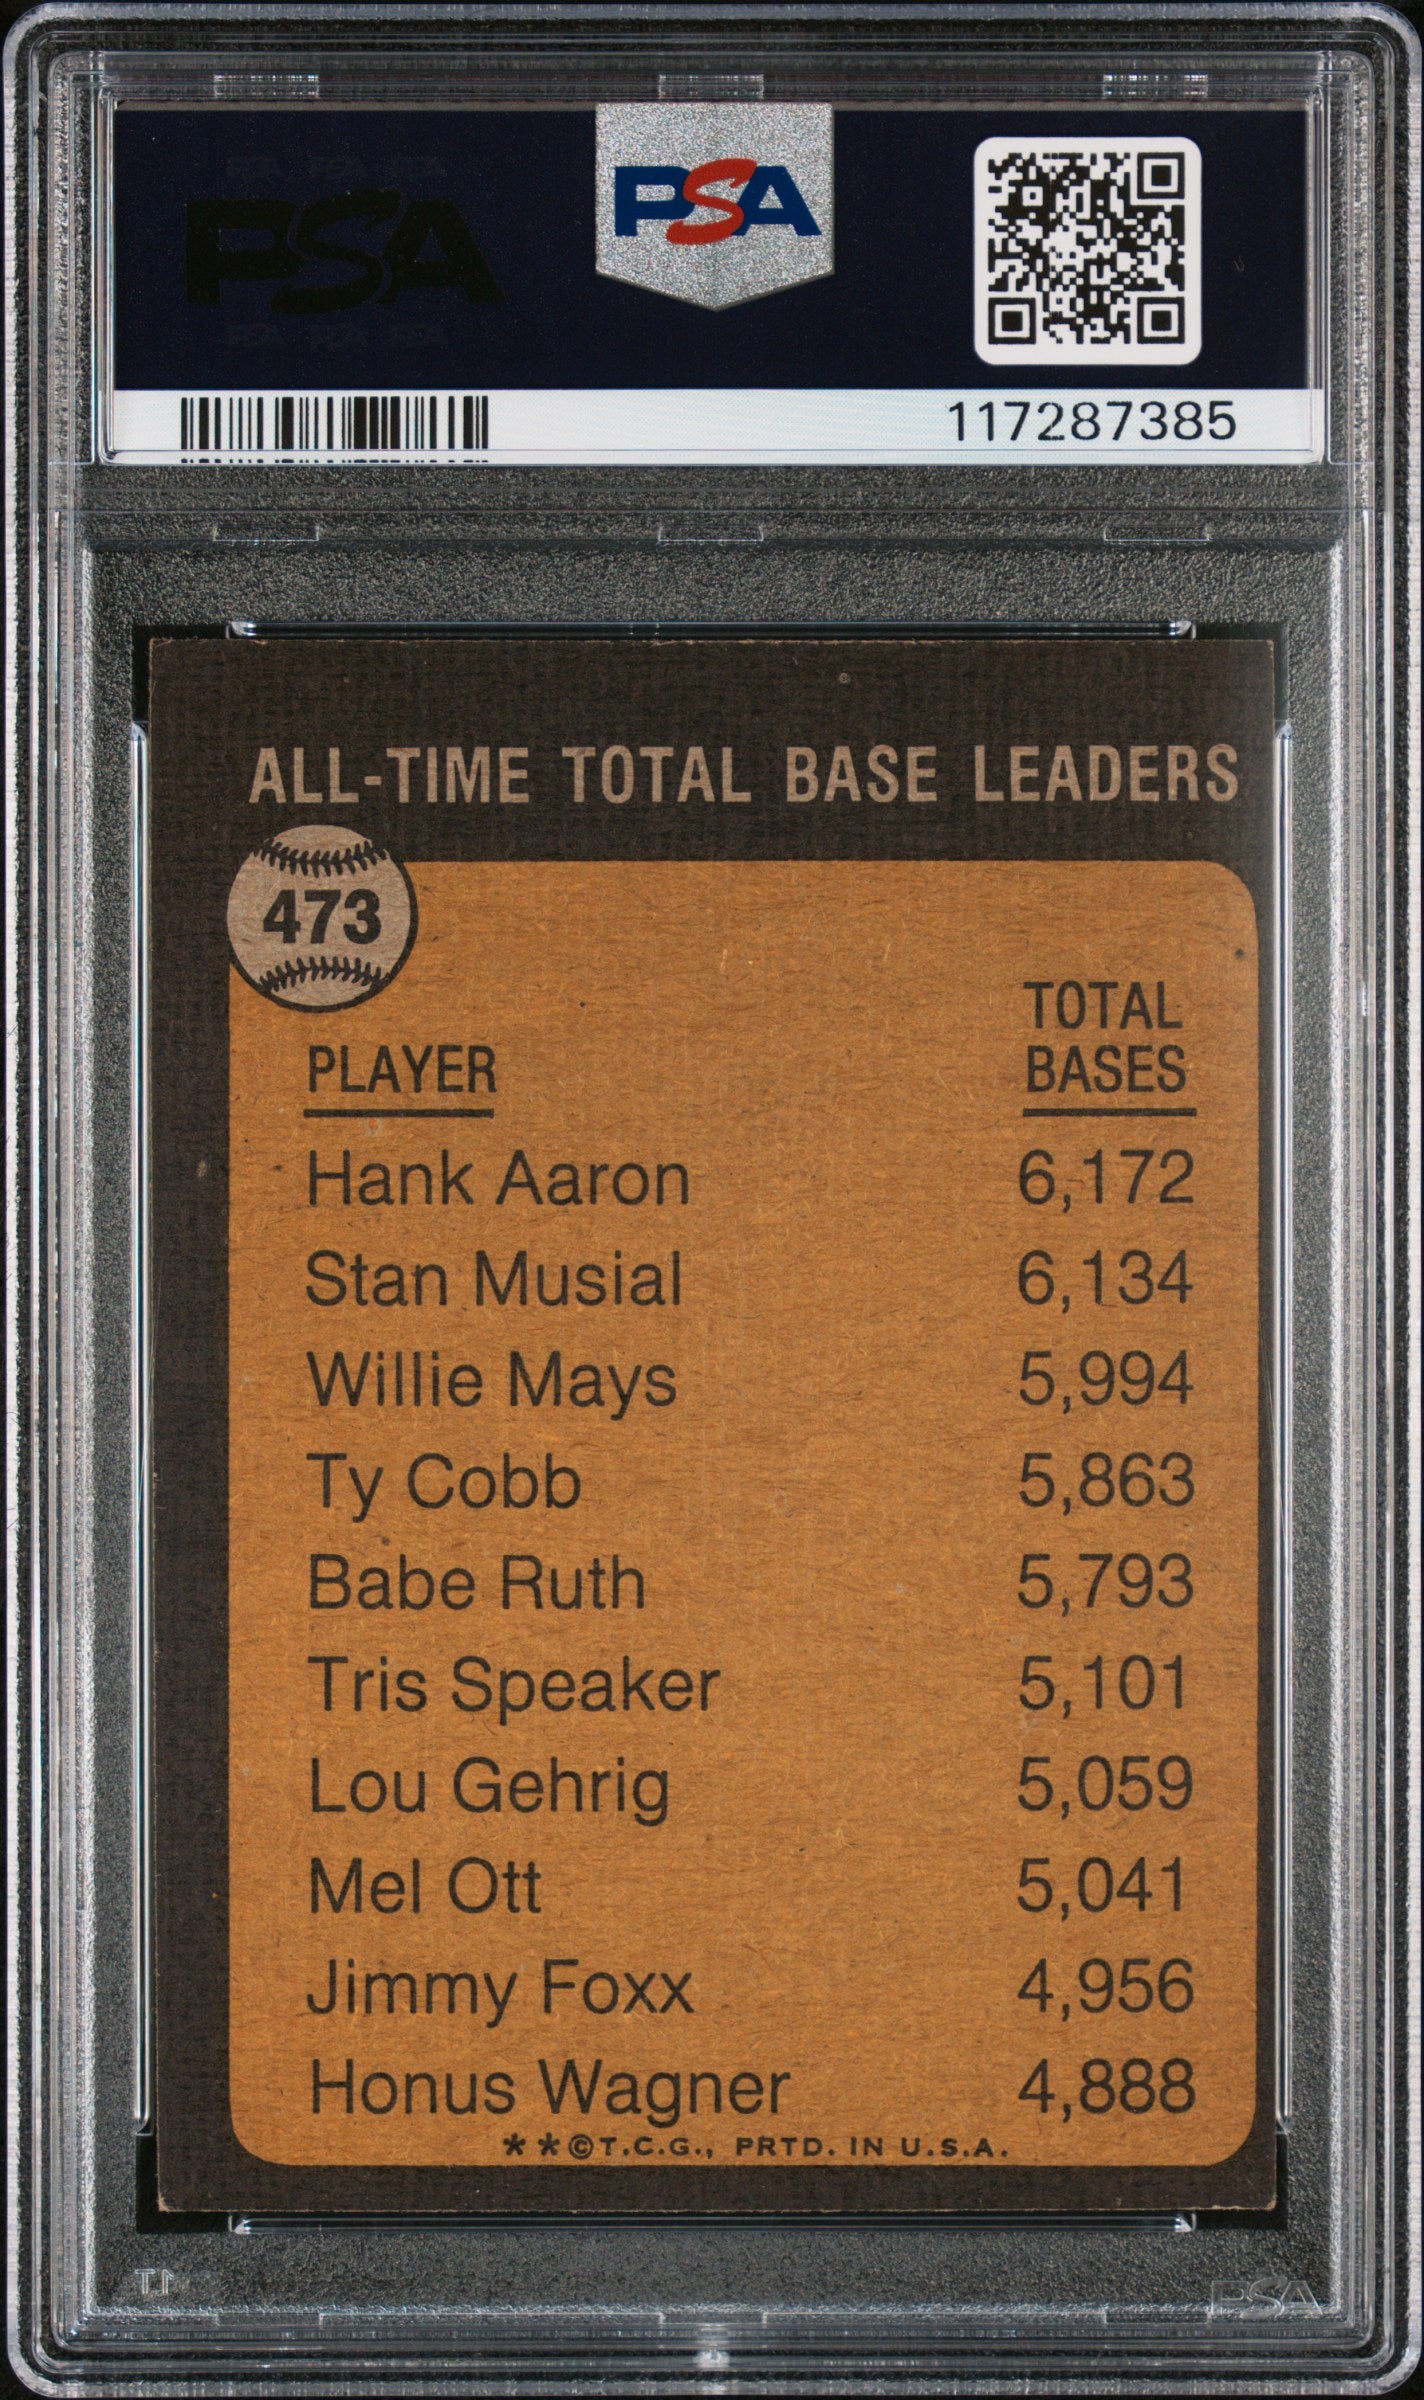 PSA
PSA
117287385
ALL-TIME TOTAL BASE LEADERS
473
TOTAL
PLAYER BASES
Hank Aaron 6,172
Stan Musial 6,134
Willie Mays 5,994
Ty Cobb 5,863
Babe Ruth 5,793
Tris Speaker 5,101
Lou Gehrig 5,059
Mel Ott 5,041
Jimmy Foxx 4,956
Honus Wagner 4,888
**©T.C.G., PRTD. IN U.S.A.
PSA